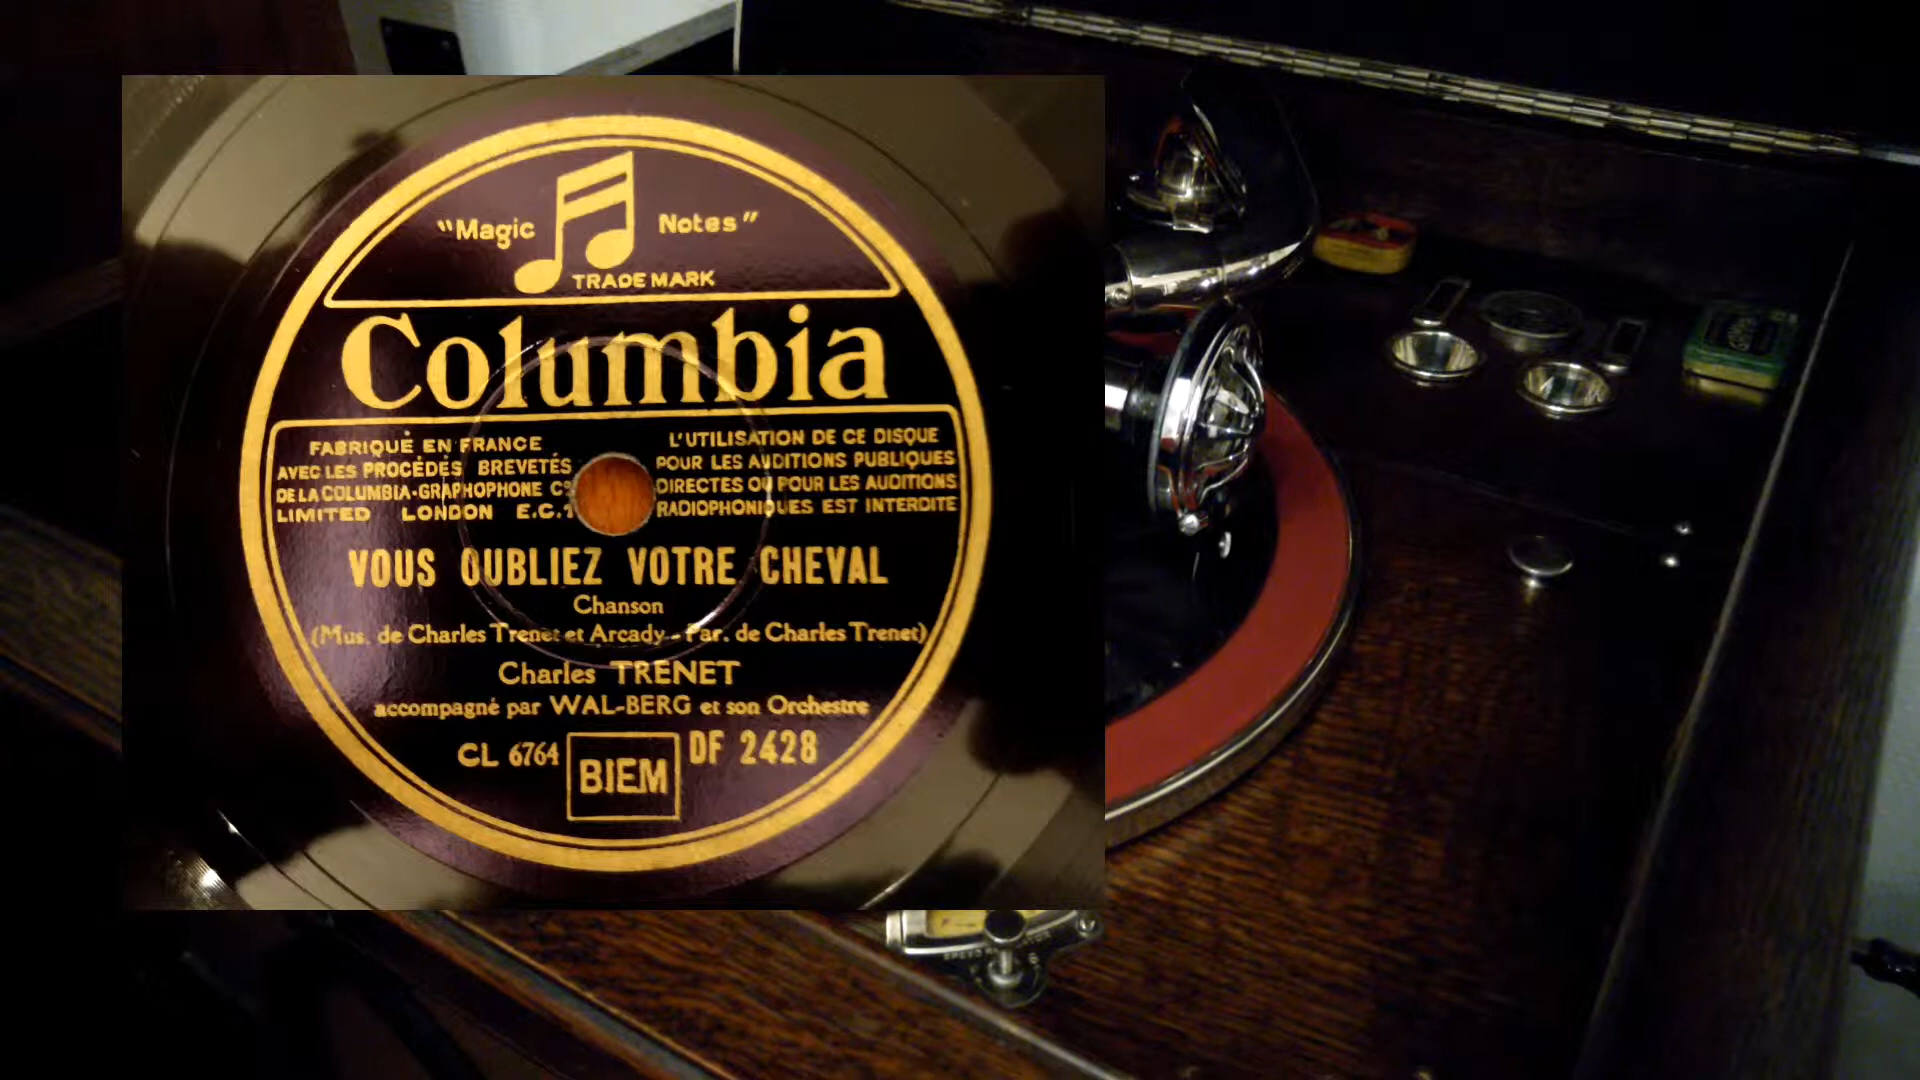 "Magic Notes"
TRADE MARK
Columbia
FABRIQUÉ EN FRANCE
AVEC LES PROCÉDÉS BREVETÉS
DE LA COLUMBIA-GRAPHOPHONE Cº
LIMITED LONDON E.C.1
L'UTILISATION DE CE DISQUE
POUR LES AUDITIONS PUBLIQUES
DIRECTES OU POUR LES AUDITIONS
RADIOPHONIQUES EST INTERDITE
VOUS OUBLIEZ VOTRE CHEVAL
Chanson
(Mus. de Charles Trenet et Arcady - Par. de Charles Trenet)
Charles TRENET
accompagné par WAL-BERG et son Orchestre
CL 6764 BIEM DF 2428